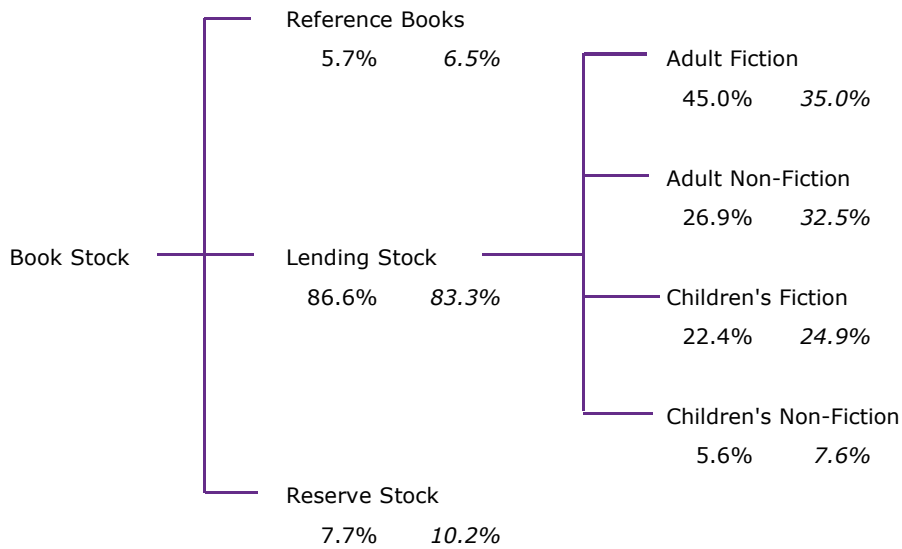 Reference Books
5.7% 6.5%
Adult Fiction
45.0% 35.0%
Adult Non-Fiction
26.9% 32.5%
Book Stock
Lending Stock
86.6% 83.3%
Children's Fiction
22.4% 24.9%
Children's Non-Fiction
5.6% 7.6%
Reserve Stock
7.7% 10.2%